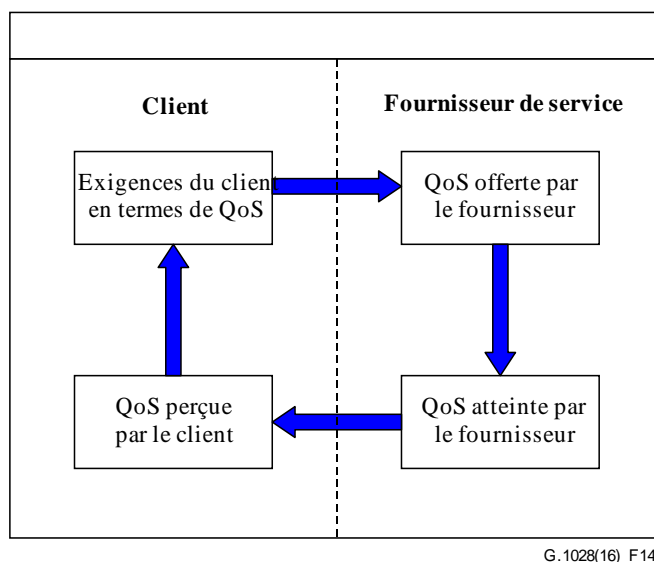 Client
Fournisseur de service
Exigences du client
en termes de QoS
QoS offerte par
le fournisseur
QoS perçue
par le client
QoS atteinte par
le fournisseur
G.1028(16)_F14